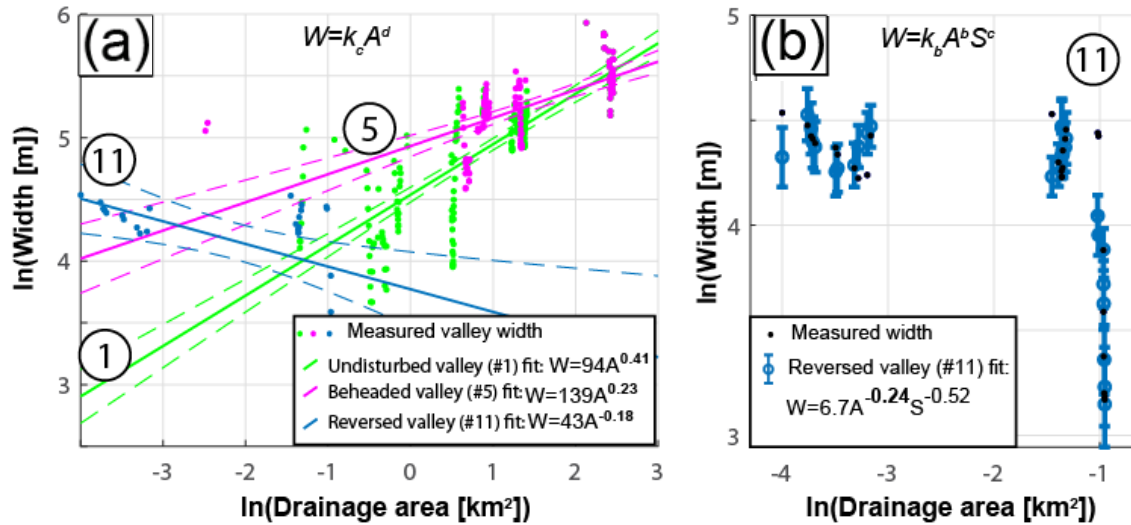 (a)
W=k_cA^d
6
5
4
3
ln(Width [m])
11
5
1
Measured valley width
Undisturbed valley (#1) fit: W=94A^0.41
Beheaded valley (#5) fit: W=139A^0.23
Reversed valley (#11) fit: W=43A^-0.18
-3 -2 -1 0 1 2 3
ln(Drainage area [km²])
(b)
W=k_bA^bS^c
11
5
4
3
ln(Width [m])
Measured width
Reversed valley (#11) fit:
W=6.7A^-0.24S^-0.52
-4 -3 -2 -1
ln(Drainage area [km²])